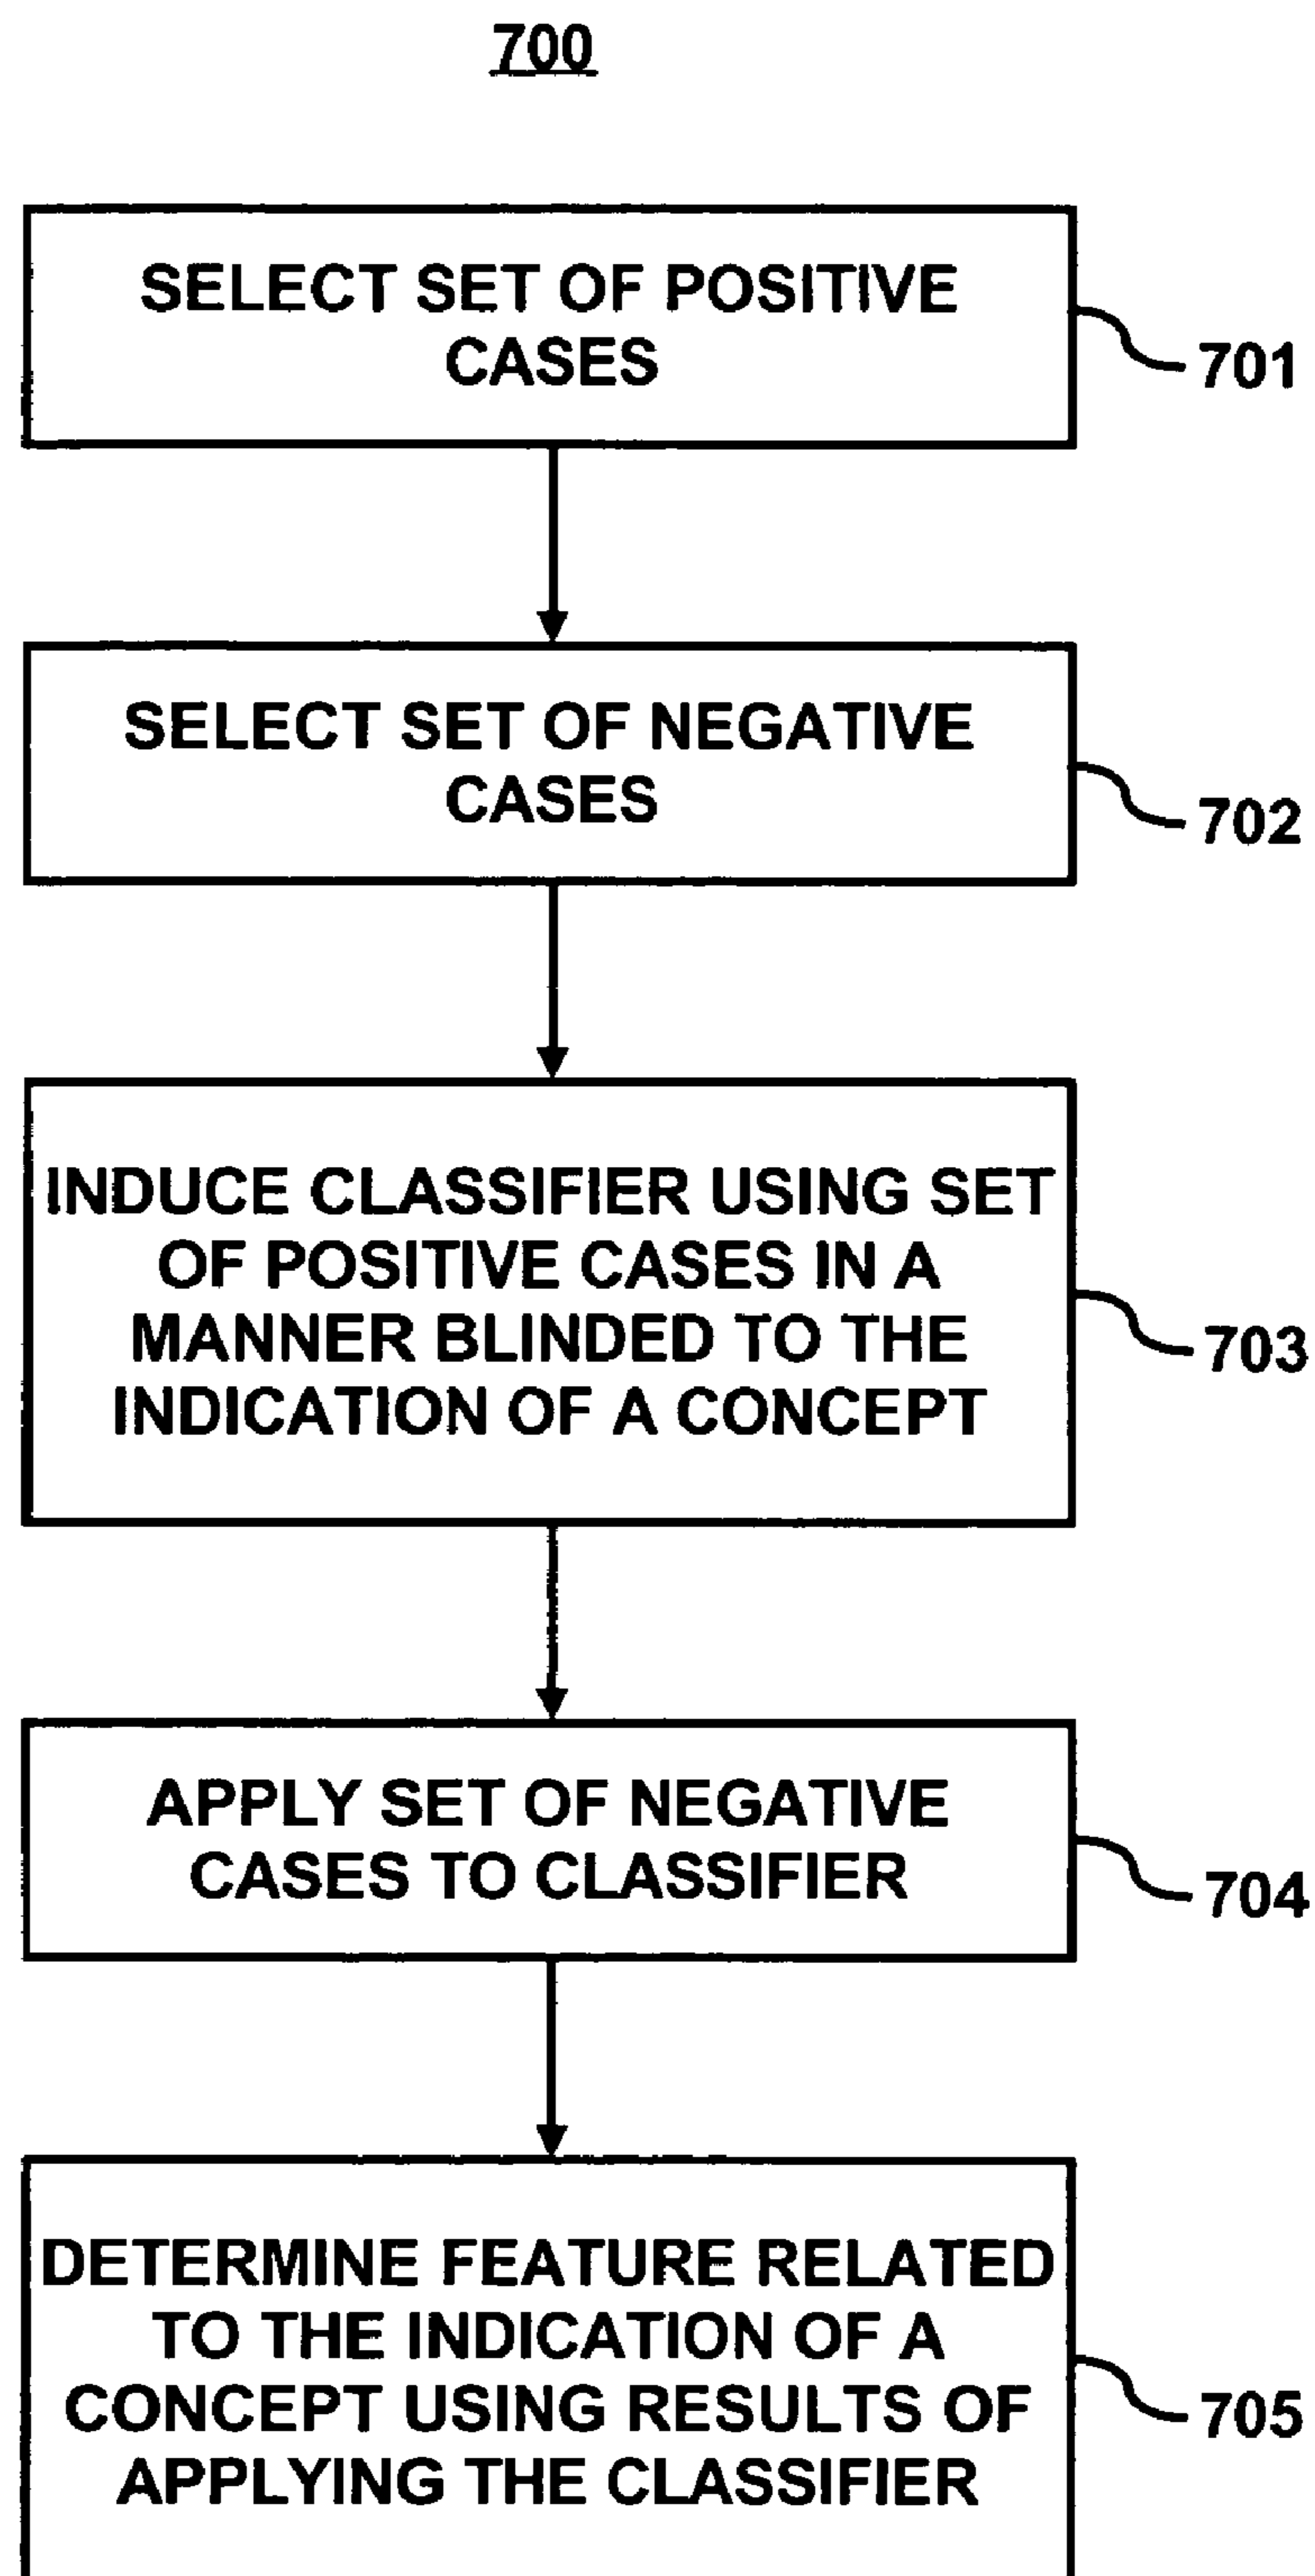 700
SELECT SET OF POSITIVE
CASES
701
SELECT SET OF NEGATIVE
CASES
702
INDUCE CLASSIFIER USING SET
OF POSITIVE CASES IN A
MANNER BLINDED TO THE
INDICATION OF A CONCEPT
703
APPLY SET OF NEGATIVE
CASES TO CLASSIFIER
704
DETERMINE FEATURE RELATED
TO THE INDICATION OF A
CONCEPT USING RESULTS OF
APPLYING THE CLASSIFIER
705